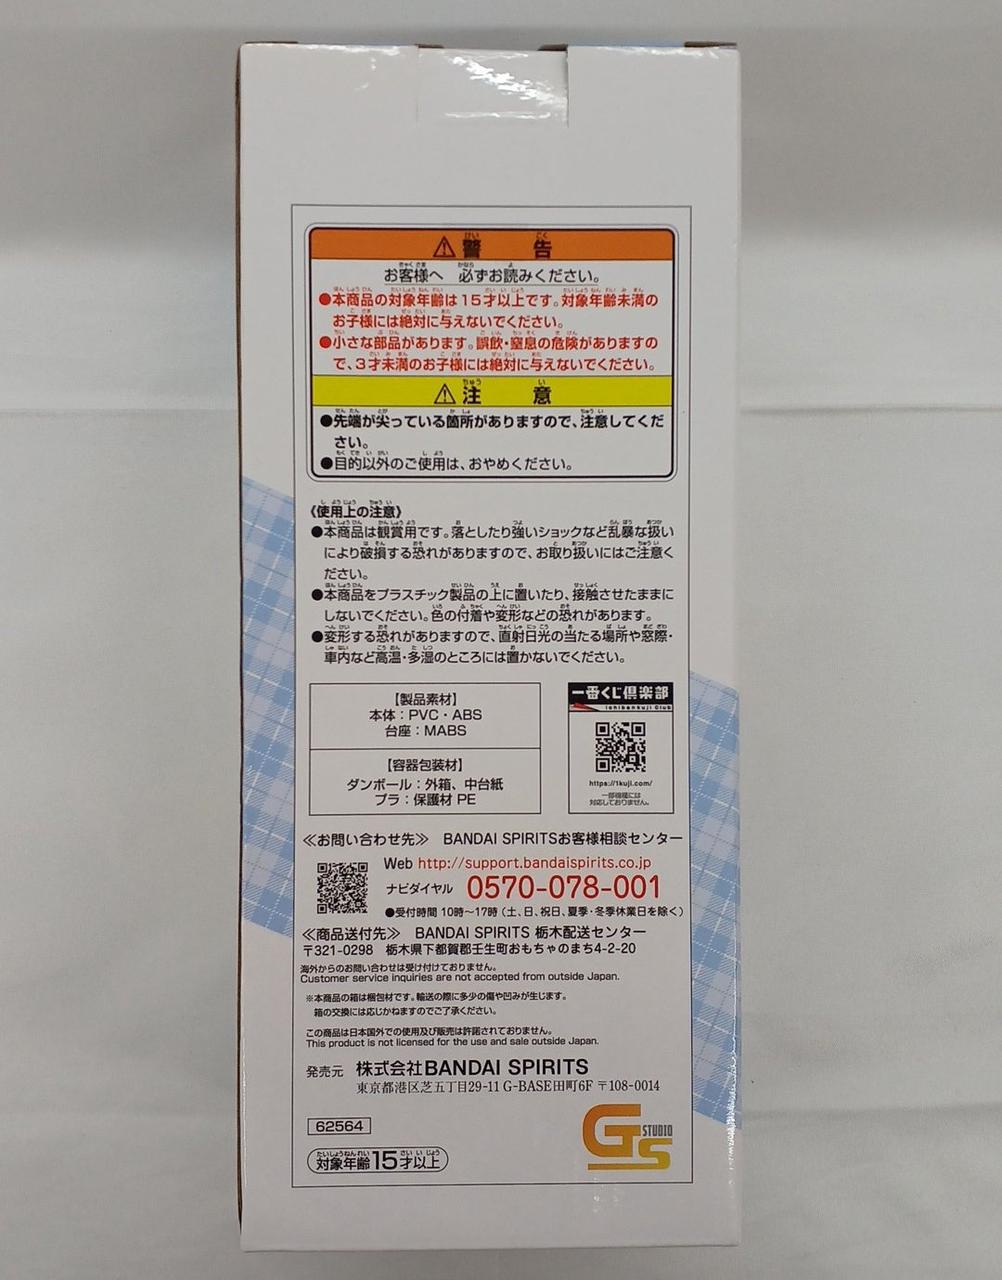 ⚠警告
お客様へ 必ずお読みください。
●本商品の対象年齢は15才以上です。対象年齢未満の
お子様には絶対に与えないでください。
●小さな部品があります。誤飲・窒息の危険がありますの
で、3才未満のお子様には絶対に与えないでください。
⚠注意
●先端が尖っている箇所がありますので、注意してくだ
さい。
●目的以外のご使用は、おやめください。
《使用上の注意》
●本商品は観賞用です。落としたり強いショックなど乱暴な扱い
により破損する恐れがありますので、お取り扱いにはご注意く
ださい。
●本商品をプラスチック製品の上に置いたり、接触させたままに
しないでください。色の付着や変形などの恐れがあります。
●変形する恐れがありますので、直射日光の当たる場所や窓際・
車内など高温・多湿のところには置かないでください。
【製品素材】
本体：PVC・ABS
台座：MABS
【容器包装材】
ダンボール：外箱、中台紙
プラ：保護材 PE
一番くじ倶楽部
Ichibankuji Club
https://1kuji.com/
一部機種には
対応しておりません。
≪お問い合わせ先≫ BANDAI SPIRITSお客様相談センター
Web http://support.bandaispirits.co.jp
ナビダイヤル 0570-078-001
●受付時間 10時～17時（土、日、祝日、夏季・冬季休業日を除く）
≪商品送付先≫ BANDAI SPIRITS 栃木配送センター
〒321-0298 栃木県下都賀郡壬生町おもちゃのまち4-2-20
海外からのお問い合わせは受け付けておりません。
Customer service inquiries are not accepted from outside Japan.
※本商品の箱は梱包材です。輸送の際に多少の傷や凹みが生じます。
箱の交換には応じかねますのでご了承ください。
この商品は日本国外での使用及び販売は許諾されておりません。
This product is not licensed for the use and sale outside Japan.
発売元 株式会社BANDAI SPIRITS
東京都港区芝五丁目29-11 G-BASE田町6F 〒108-0014
62564
対象年齢15才以上
GS STUDIO